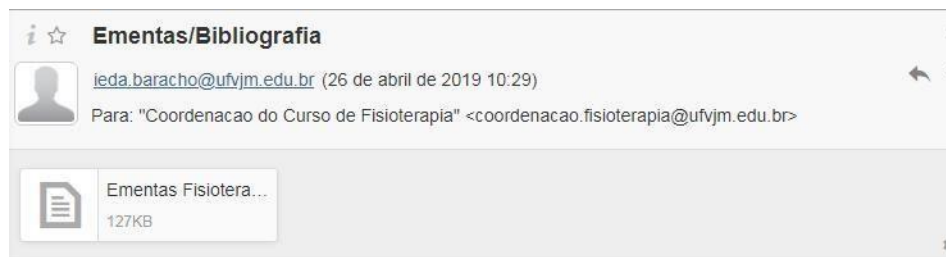 Ementas/Bibliografia
ieda.baracho@ufvjm.edu.br (26 de abril de 2019 10:29)
Para: "Coordenacao do Curso de Fisioterapia" <coordenacao.fisioterapia@ufvjm.edu.br>
Ementas Fisiotera...
127KB